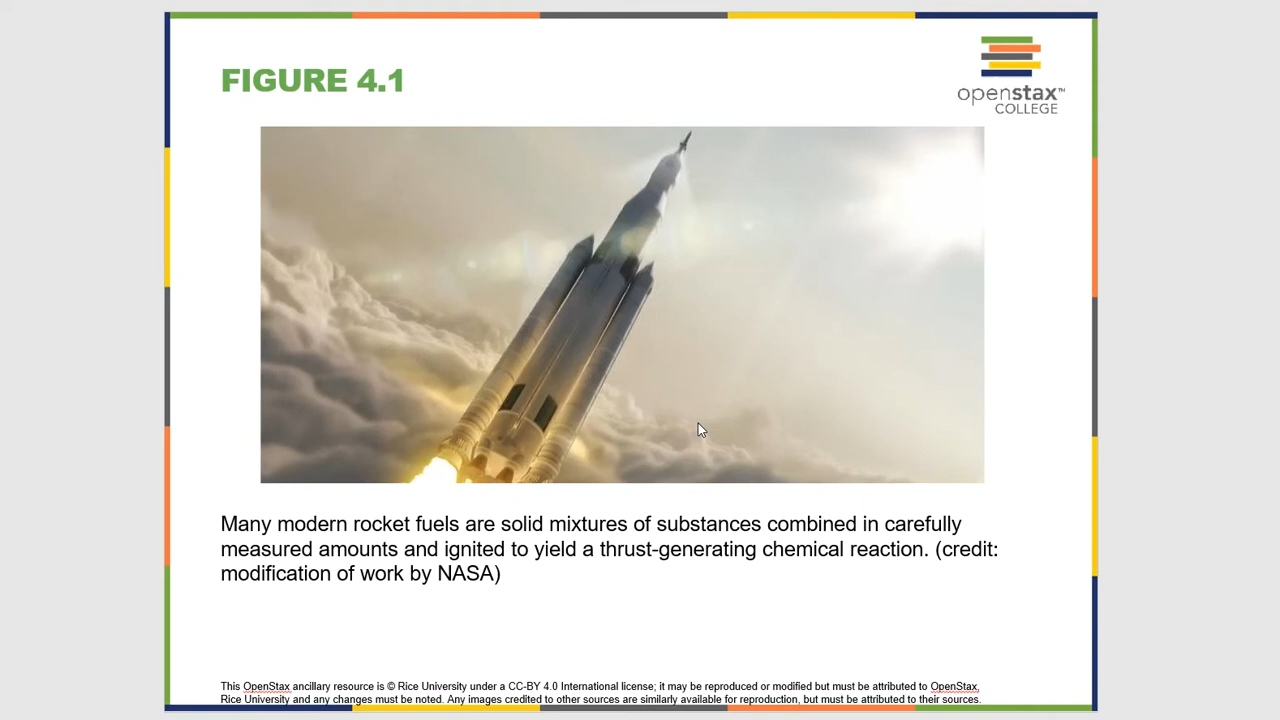 FIGURE 4.1
openstax™
COLLEGE
Many modern rocket fuels are solid mixtures of substances combined in carefully
measured amounts and ignited to yield a thrust-generating chemical reaction. (credit:
modification of work by NASA)
This OpenStax ancillary resource is © Rice University under a CC-BY 4.0 International license; it may be reproduced or modified but must be attributed to OpenStax,
Rice University and any changes must be noted. Any images credited to other sources are similarly available for reproduction, but must be attributed to their sources.